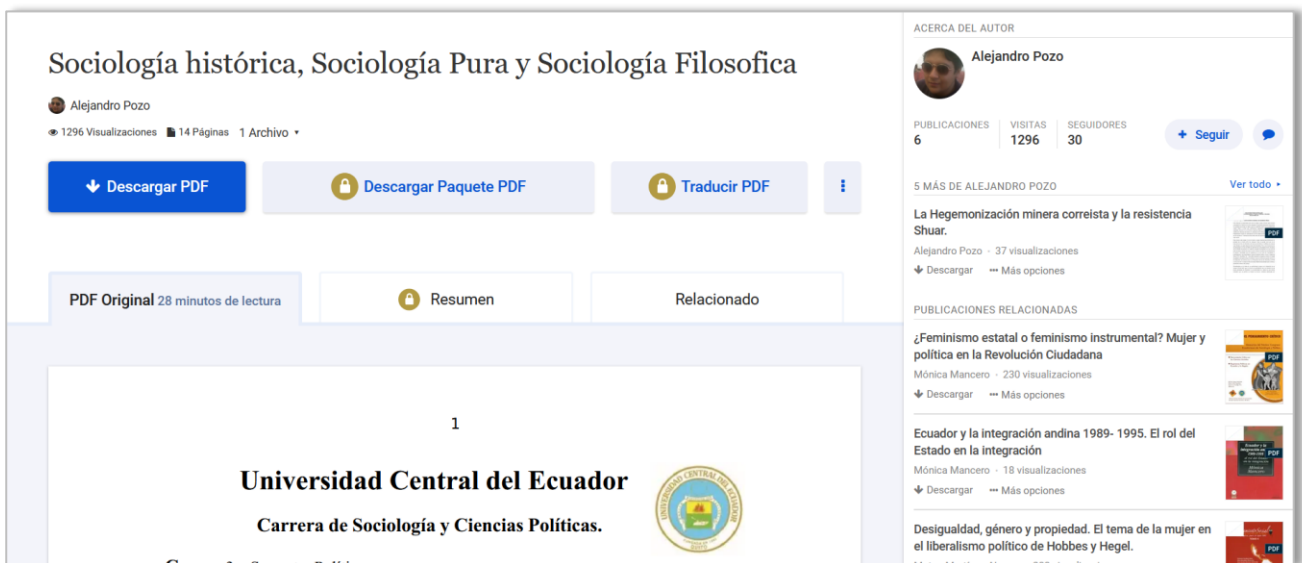 Sociología histórica, Sociología Pura y Sociología Filosofica
Alejandro Pozo
1296 Visualizaciones 14 Páginas 1 Archivo
Descargar PDF
Descargar Paquete PDF
Traducir PDF
PDF Original 28 minutos de lectura
Resumen
Relacionado
1
Universidad Central del Ecuador
Carrera de Sociología y Ciencias Políticas.
ACERCA DEL AUTOR
Alejandro Pozo
PUBLICACIONES VISITAS SEGUIDORES
6 1296 30
+ Seguir
5 MÁS DE ALEJANDRO POZO Ver todo
La Hegemonización minera correista y la resistencia
Shuar.
PDF
Alejandro Pozo · 37 visualizaciones
Descargar ••• Más opciones
PUBLICACIONES RELACIONADAS
¿Feminismo estatal o feminismo instrumental? Mujer y
política en la Revolución Ciudadana
PDF
Mónica Mancero · 230 visualizaciones
Descargar ••• Más opciones
Ecuador y la integración andina 1989- 1995. El rol del
Estado en la integración
PDF
Mónica Mancero · 18 visualizaciones
Descargar ••• Más opciones
Desigualdad, género y propiedad. El tema de la mujer en
el liberalismo político de Hobbes y Hegel.
PDF